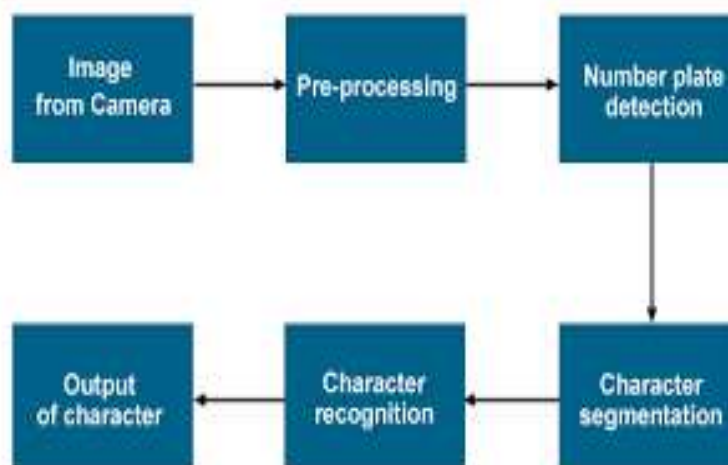 Image
from Camera
Pre-processing
Number plate
detection
Character
segmentation
Character
recognition
Output
of character